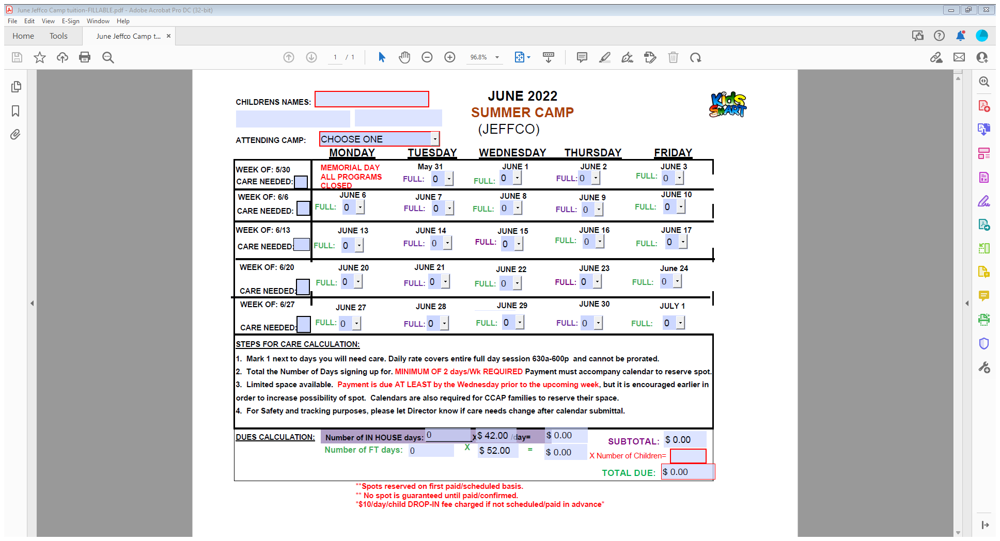 June Jeffco Camp tuition-FILLABLE.pdf - Adobe Acrobat Pro DC (32-bit)
File Edit View E-Sign Window Help
Home Tools June Jeffco Camp t... ×
1 / 1 96.8%
JUNE 2022
CHILDRENS NAMES:
SUMMER CAMP
Kids SMART
(JEFFCO)
ATTENDING CAMP: CHOOSE ONE
MONDAY TUESDAY WEDNESDAY THURSDAY FRIDAY
WEEK OF: 5/30 MEMORIAL DAY May 31 JUNE 1 JUNE 2 JUNE 3
CARE NEEDED: ALL PROGRAMS FULL: 0 FULL: 0 FULL: 0 FULL: 0
CLOSED
WEEK OF: 6/6 JUNE 6 JUNE 7 JUNE 8 JUNE 9 JUNE 10
CARE NEEDED: FULL: 0 FULL: 0 FULL: 0 FULL: 0 FULL: 0
WEEK OF: 6/13 JUNE 13 JUNE 14 JUNE 15 JUNE 16 JUNE 17
CARE NEEDED: FULL: 0 FULL: 0 FULL: 0 FULL: 0 FULL: 0
WEEK OF: 6/20 JUNE 20 JUNE 21 JUNE 22 JUNE 23 June 24
CARE NEEDED: FULL: 0 FULL: 0 FULL: 0 FULL: 0 FULL: 0
WEEK OF: 6/27 JUNE 27 JUNE 28 JUNE 29 JUNE 30 JULY 1
CARE NEEDED: FULL: 0 FULL: 0 FULL: 0 FULL: 0 FULL: 0
STEPS FOR CARE CALCULATION:
1. Mark 1 next to days you will need care. Daily rate covers entire full day session 630a-600p and cannot be prorated.
2. Total the Number of Days signing up for. MINIMUM OF 2 days/Wk REQUIRED Payment must accompany calendar to reserve spot.
3. Limited space available. Payment is due AT LEAST by the Wednesday prior to the upcoming week, but it is encouraged earlier in
order to increase possibility of spot. Calendars are also required for CCAP families to reserve their space.
4. For Safety and tracking purposes, please let Director know if care needs change after calendar submittal.
DUES CALCULATION: Number of IN HOUSE days: 0 X $ 42.00 /day= $ 0.00 SUBTOTAL: $ 0.00
Number of FT days: 0 X $ 52.00 = $ 0.00 X Number of Children=
TOTAL DUE: $ 0.00
**Spots reserved on first paid/scheduled basis.
** No spot is guaranteed until paid/confirmed.
*$10/day/child DROP-IN fee charged if not scheduled/paid in advance*